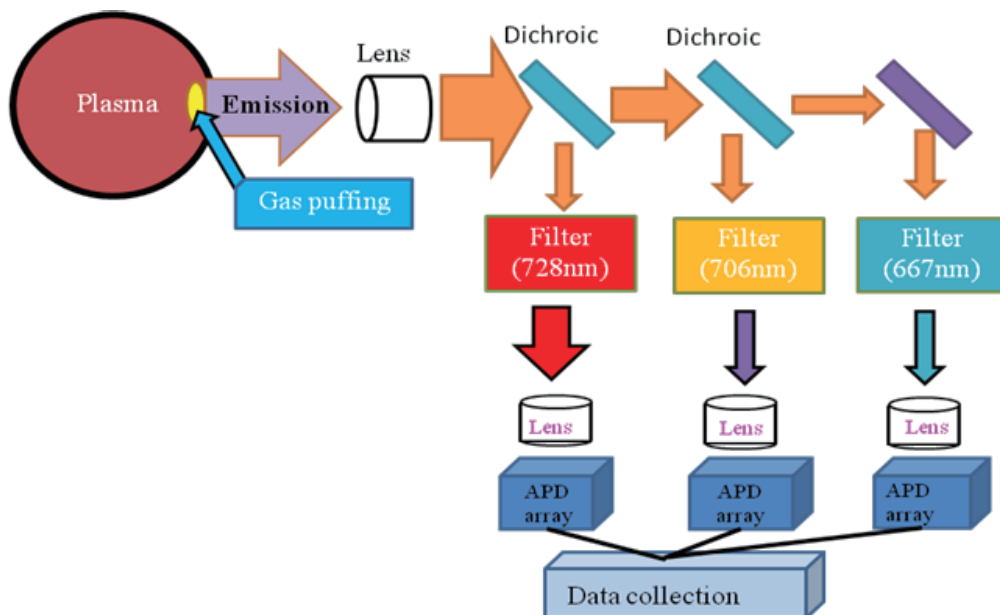 Dichroic
Dichroic
Lens
Plasma
Emission
Gas puffing
Filter
(728nm)
Filter
(706nm)
Filter
(667nm)
Lens
Lens
Lens
APD
array
APD
array
APD
array
Data collection